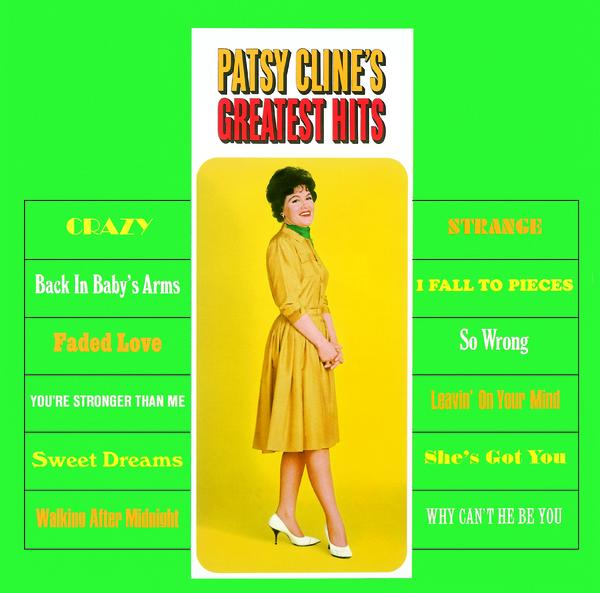 PATSY CLINE'S
GREATEST HITS
CRAZY
Back In Baby's Arms
Faded Love
YOU'RE STRONGER THAN ME
Sweet Dreams
Walking After Midnight
STRANGE
I FALL TO PIECES
So Wrong
Leavin' On Your Mind
She's Got You
WHY CAN'T HE BE YOU